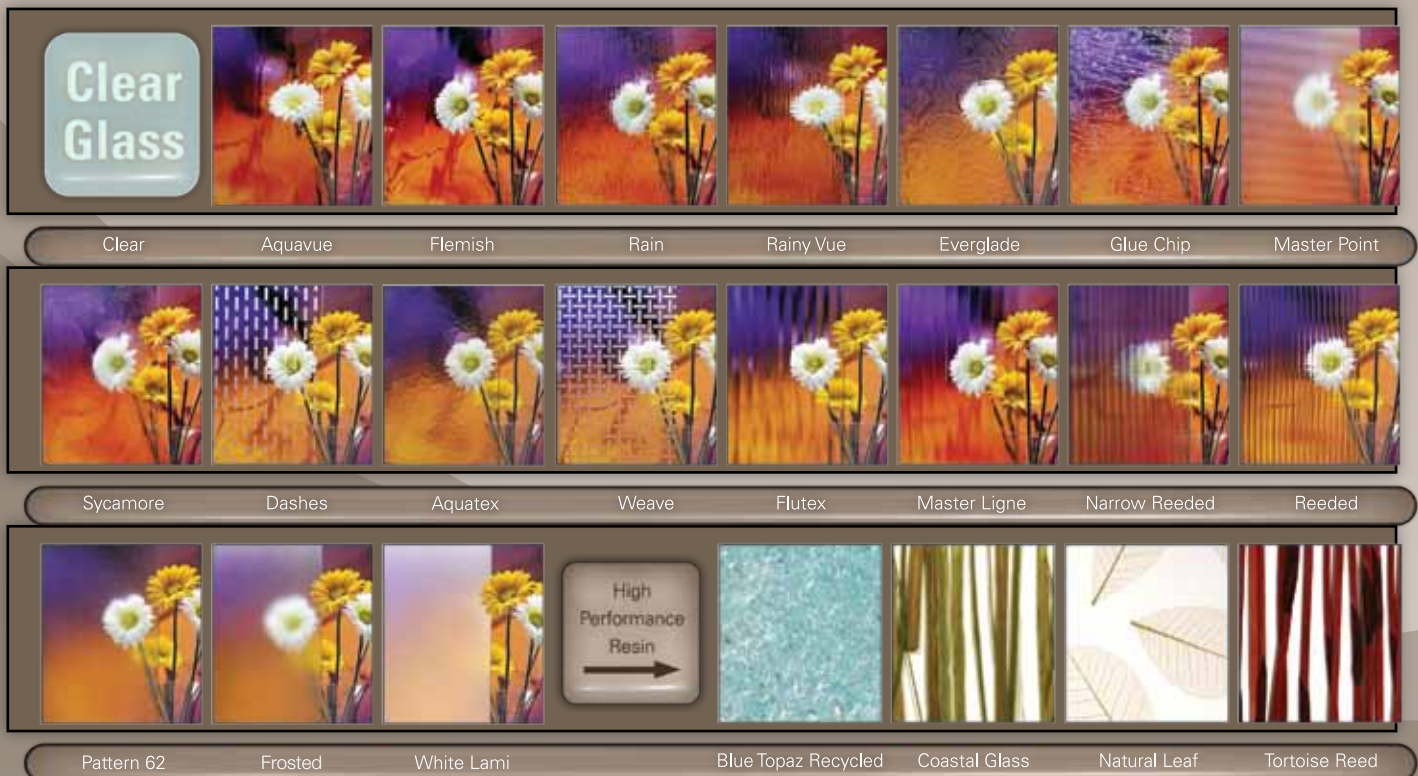 Clear
Glass
Clear Aquavue Flemish Rain Rainy Vue Everglade Glue Chip Master Point
Sycamore Dashes Aquatex Weave Flutex Master Ligne Narrow Reeded Reeded
High
Performance
Resin
Pattern 62 Frosted White Lami Blue Topaz Recycled Coastal Glass Natural Leaf Tortoise Reed